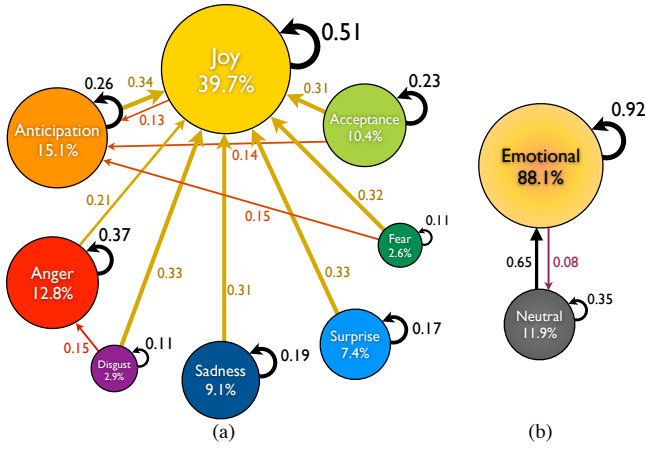 Joy
39.7%
0.51
0.26
0.34
0.13
Anticipation
15.1%
0.31
0.23
Acceptance
10.4%
0.14
0.15
0.32
0.11
Fear
2.6%
0.21
0.37
Anger
12.8%
0.33
0.31
0.33
0.15
0.11
Disgust
2.9%
0.19
Sadness
9.1%
0.17
Surprise
7.4%
(a)
0.92
Emotional
88.1%
0.65
0.08
0.35
Neutral
11.9%
(b)